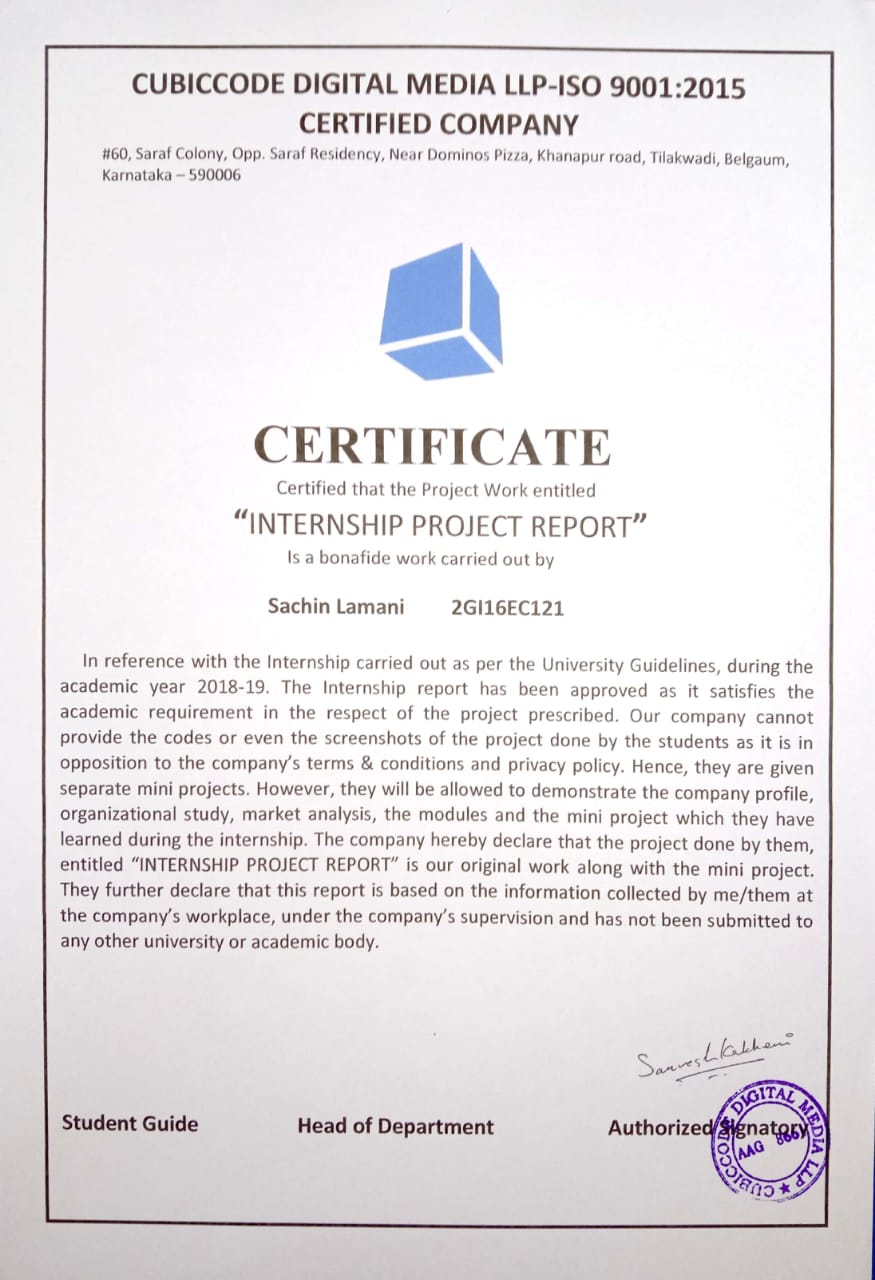 CUBICCODE DIGITAL MEDIA LLP-ISO 9001:2015
CERTIFIED COMPANY
#60, Saraf Colony, Opp. Saraf Residency, Near Dominos Pizza, Khanapur road, Tilakwadi, Belgaum,
Karnataka – 590006
CERTIFICATE
Certified that the Project Work entitled
“INTERNSHIP PROJECT REPORT”
Is a bonafide work carried out by
Sachin Lamani 2GI16EC121
In reference with the Internship carried out as per the University Guidelines, during the
academic year 2018-19. The Internship report has been approved as it satisfies the
academic requirement in the respect of the project prescribed. Our company cannot
provide the codes or even the screenshots of the project done by the students as it is in
opposition to the company’s terms & conditions and privacy policy. Hence, they are given
separate mini projects. However, they will be allowed to demonstrate the company profile,
organizational study, market analysis, the modules and the mini project which they have
learned during the internship. The company hereby declare that the project done by them,
entitled “INTERNSHIP PROJECT REPORT” is our original work along with the mini project.
They further declare that this report is based on the information collected by me/them at
the company’s workplace, under the company’s supervision and has not been submitted to
any other university or academic body.
Sarvesh
Student Guide Head of Department Authorized Signatory
CUBICCODE DIGITAL MEDIA LLP
AAG